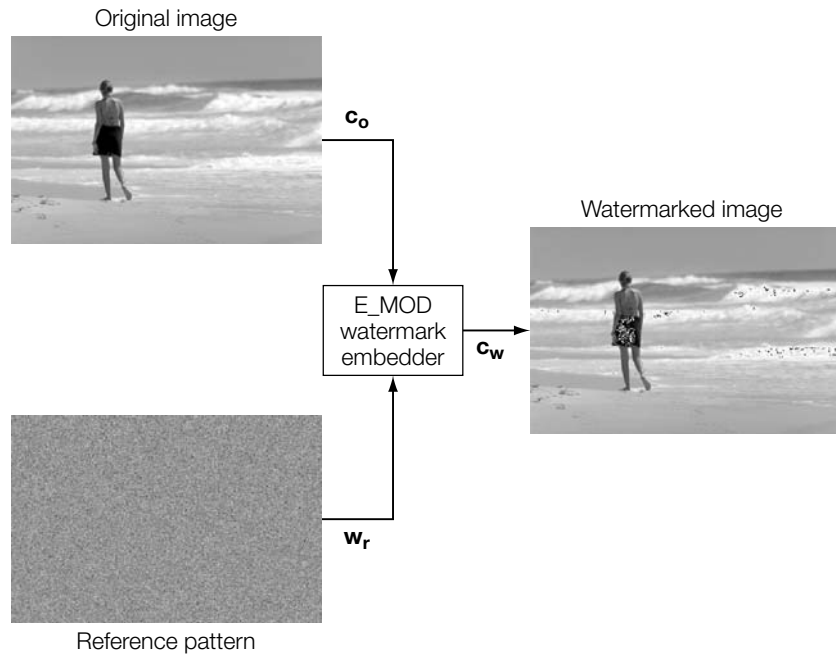 Original image
c_o
Watermarked image
E_MOD
watermark
embedder
c_w
w_r
Reference pattern